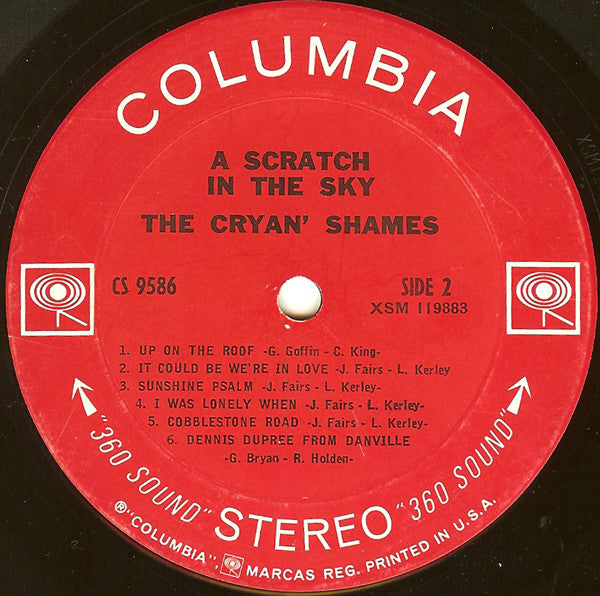 COLUMBIA
A SCRATCH
IN THE SKY
THE CRYAN' SHAMES
CS 9586
SIDE 2
XSM 119883
1. UP ON THE ROOF -G. Goffin - C. King-
2. IT COULD BE WE'RE IN LOVE -J. Fairs - L. Kerley
3. SUNSHINE PSALM -J. Fairs - L. Kerley-
4. I WAS LONELY WHEN -J. Fairs - L. Kerley-
5. COBBLESTONE ROAD -J. Fairs - L. Kerley-
6. DENNIS DUPREE FROM DANVILLE
-G. Bryan - R. Holden-
"360 SOUND" STEREO "360 SOUND"
® "COLUMBIA", MARCAS REG. PRINTED IN U.S.A.